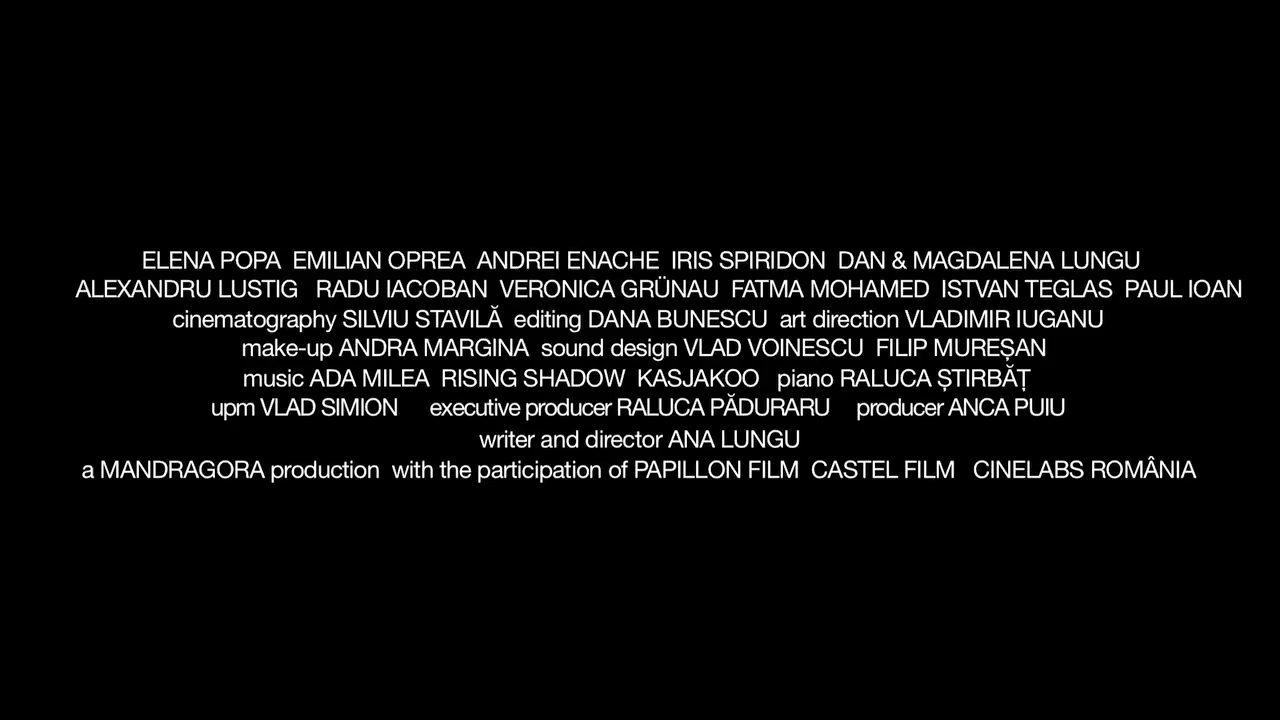 ELENA POPA EMILIAN OPREA ANDREI ENACHE IRIS SPIRIDON DAN & MAGDALENA LUNGU
ALEXANDRU LUSTIG RADU IACOBAN VERONICA GRÜNAU FATMA MOHAMED ISTVAN TEGLAS PAUL IOAN
cinematography SILVIU STAVILĂ editing DANA BUNESCU art direction VLADIMIR IUGANU
make-up ANDRA MARGINA sound design VLAD VOINESCU FILIP MUREȘAN
music ADA MILEA RISING SHADOW KASJAKOO piano RALUCA ȘTIRBĂȚ
upm VLAD SIMION executive producer RALUCA PĂDURARU producer ANCA PUIU
writer and director ANA LUNGU
a MANDRAGORA production with the participation of PAPILLON FILM CASTEL FILM CINELABS ROMÂNIA